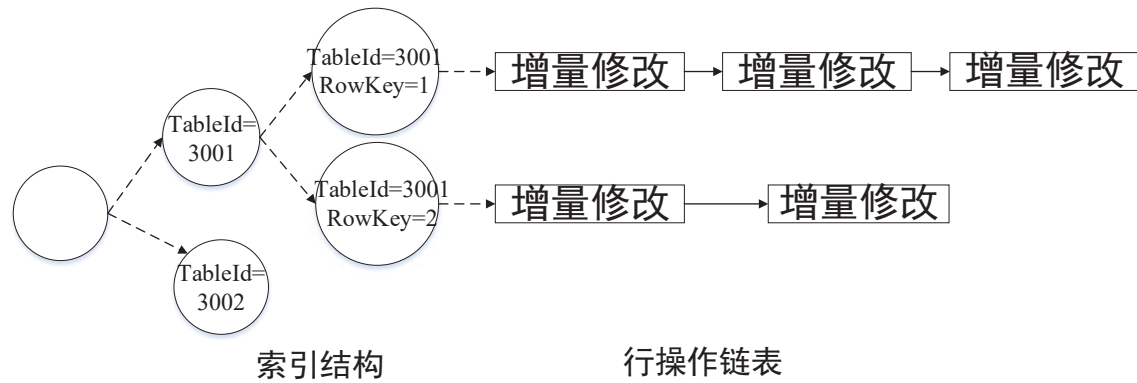 TableId=3001
RowKey=1
增量修改
增量修改
增量修改
TableId=
3001
TableId=3001
RowKey=2
增量修改
增量修改
TableId=
3002
索引结构
行操作链表